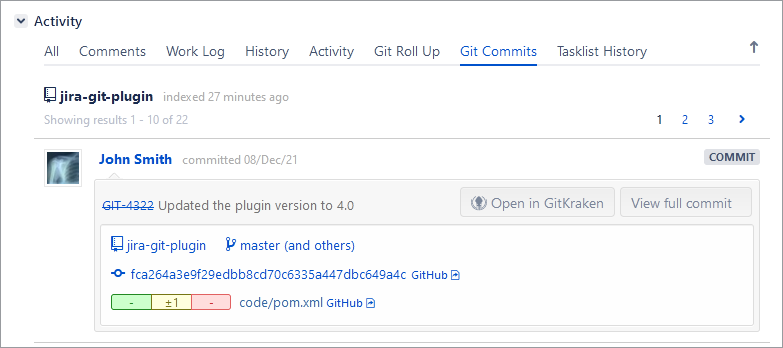 Activity
All Comments Work Log History Activity Git Roll Up Git Commits Tasklist History
jira-git-plugin indexed 27 minutes ago
Showing results 1 - 10 of 22 1 2 3
John Smith committed 08/Dec/21 COMMIT
GIT-4322 Updated the plugin version to 4.0 Open in GitKraken View full commit
jira-git-plugin master (and others)
fca264a3e9f29edbb8cd70c6335a447dbc649a4c GitHub
- ±1 - code/pom.xml GitHub